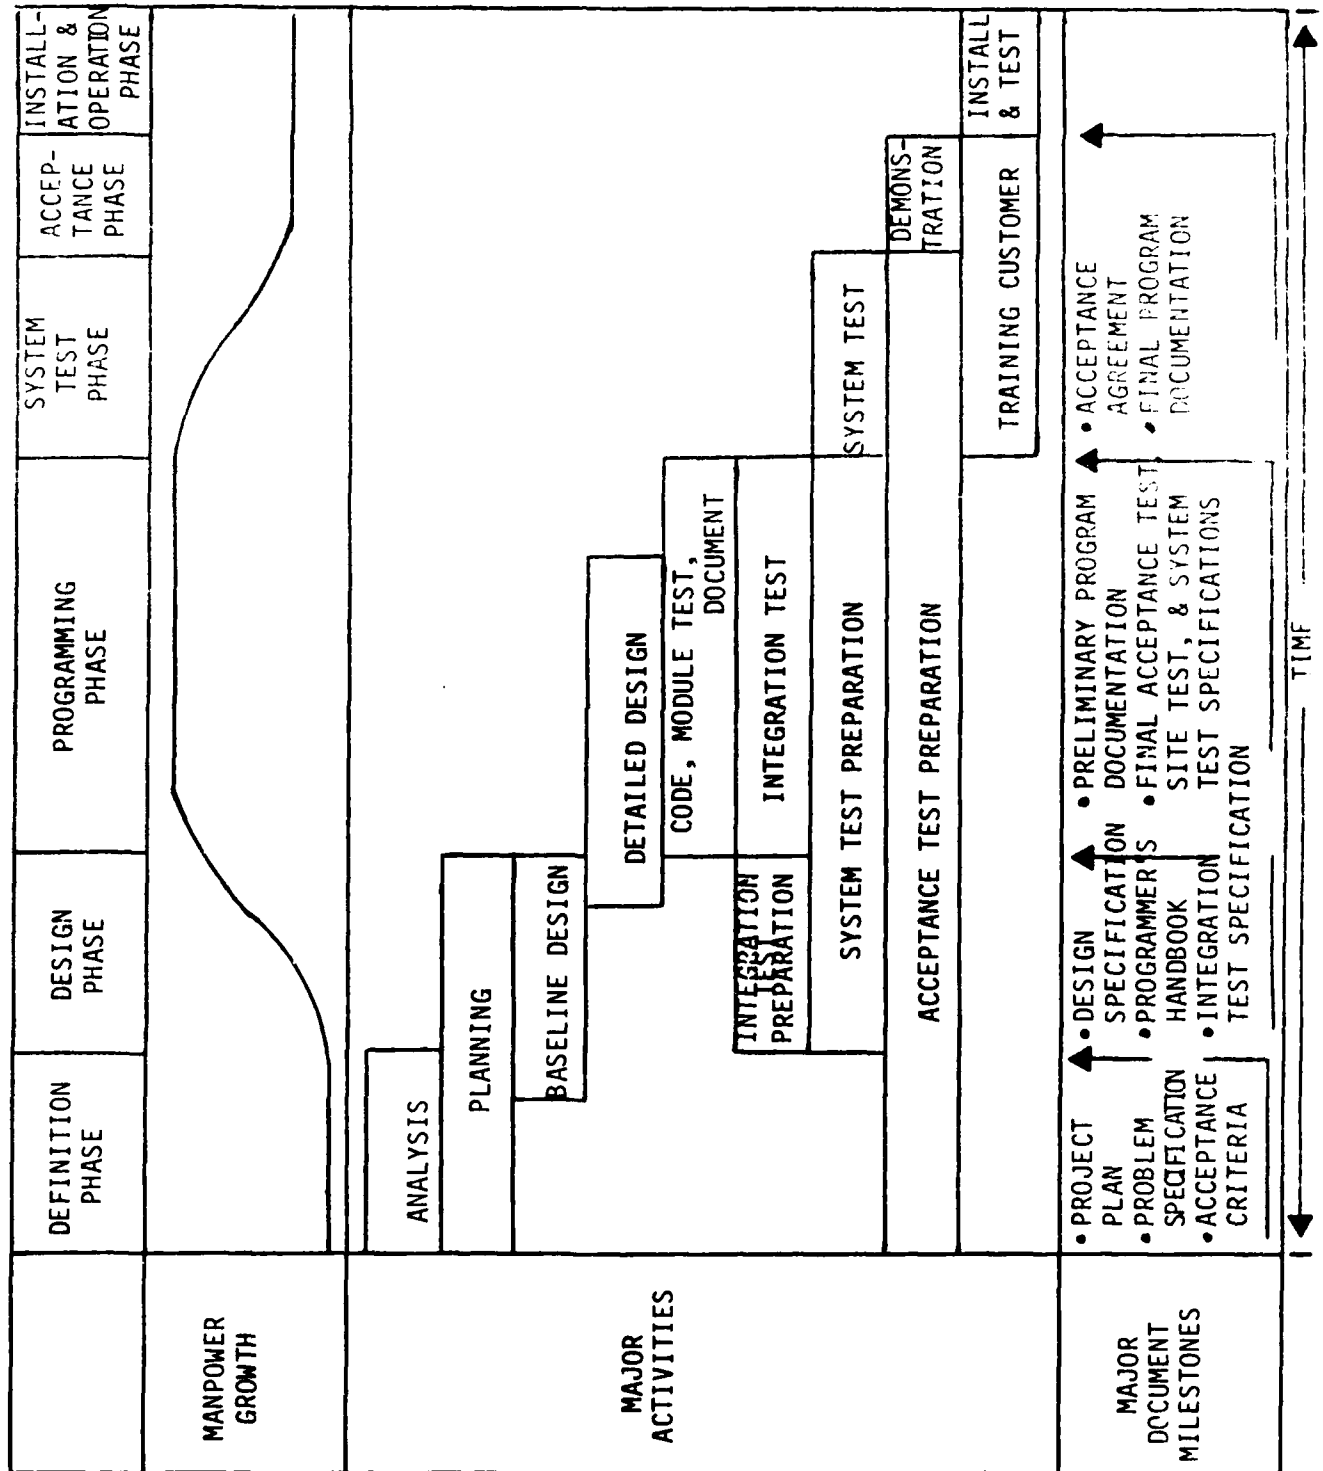 DEFINITION
PHASE
DESIGN
PHASE
PROGRAMMING
PHASE
SYSTEM
TEST
PHASE
ACCEP-
TANCE
PHASE
INSTALL-
ATION &
OPERATION
PHASE
MANPOWER
GROWTH
MAJOR
ACTIVITIES
ANALYSIS
PLANNING
BASELINE DESIGN
DETAILED DESIGN
CODE, MODULE TEST,
DOCUMENT
INTEGRATION
TEST
PREPARATION
INTEGRATION TEST
SYSTEM TEST PREPARATION
SYSTEM TEST
ACCEPTANCE TEST PREPARATION
DEMONS-
TRATION
TRAINING CUSTOMER
INSTALL
& TEST
MAJOR
DOCUMENT
MILESTONES
• PROJECT
PLAN
• PROBLEM
SPECIFICATION
• ACCEPTANCE
CRITERIA
• DESIGN
SPECIFICATION
• PROGRAMMER'S
HANDBOOK
• INTEGRATION
TEST SPECIFICATION
• PRELIMINARY PROGRAM
DOCUMENTATION
• FINAL ACCEPTANCE TEST,
SITE TEST, & SYSTEM
TEST SPECIFICATIONS
• ACCEPTANCE
AGREEMENT
• FINAL PROGRAM
DOCUMENTATION
TIME